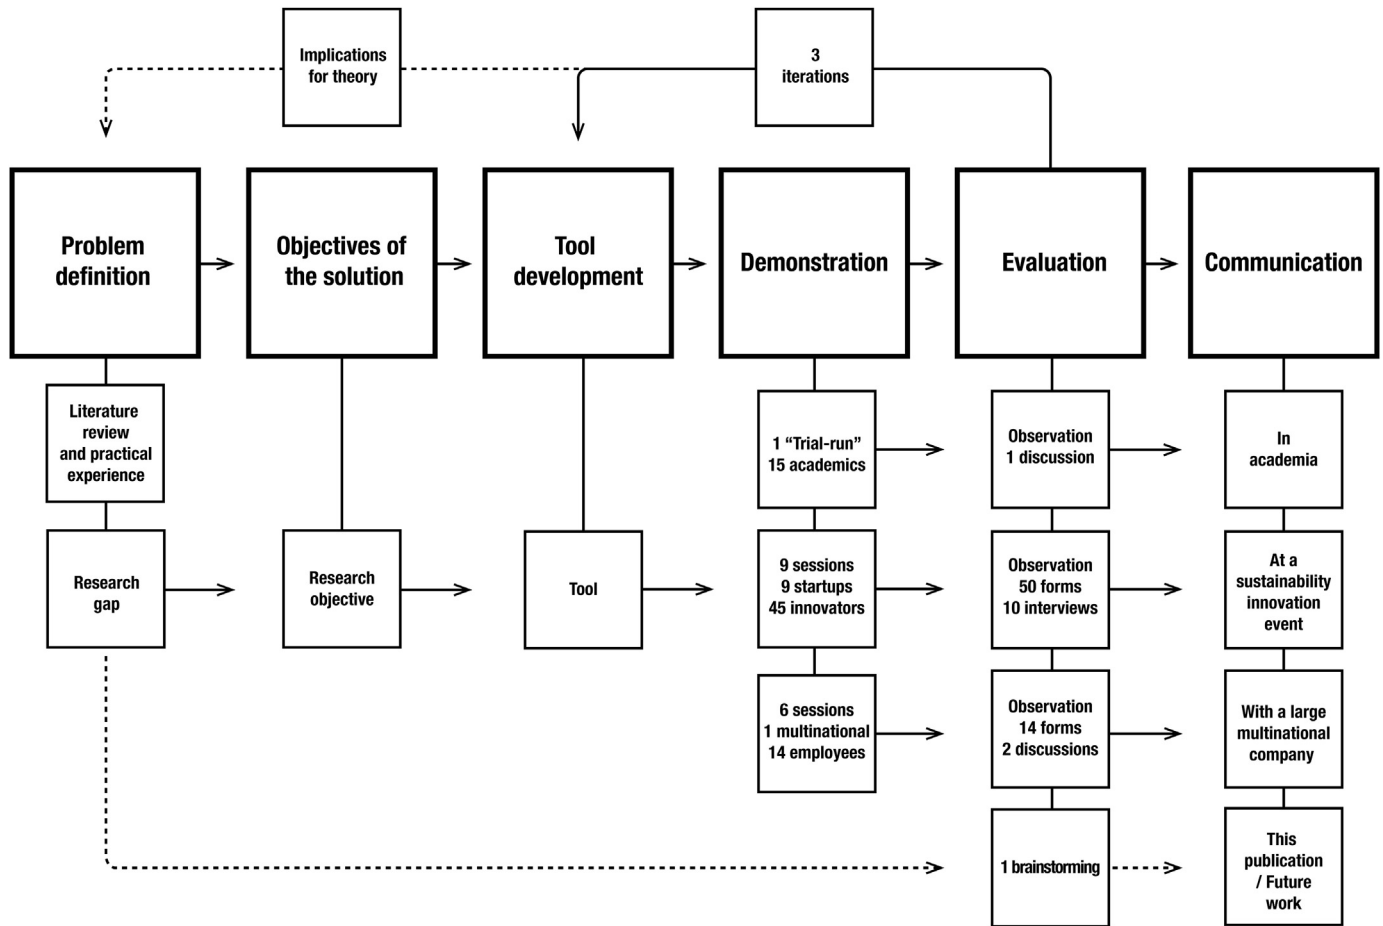 Implications
for theory
3
iterations
Problem
definition
Objectives of
the solution
Tool
development
Demonstration
Evaluation
Communication
Literature
review
and practical
experience
1 “Trial-run”
15 academics
Observation
1 discussion
In
academia
Research
gap
Research
objective
Tool
9 sessions
9 startups
45 innovators
Observation
50 forms
10 interviews
At a
sustainability
innovation
event
6 sessions
1 multinational
14 employees
Observation
14 forms
2 discussions
With a large
multinational
company
1 brainstorming
This
publication
/ Future
work